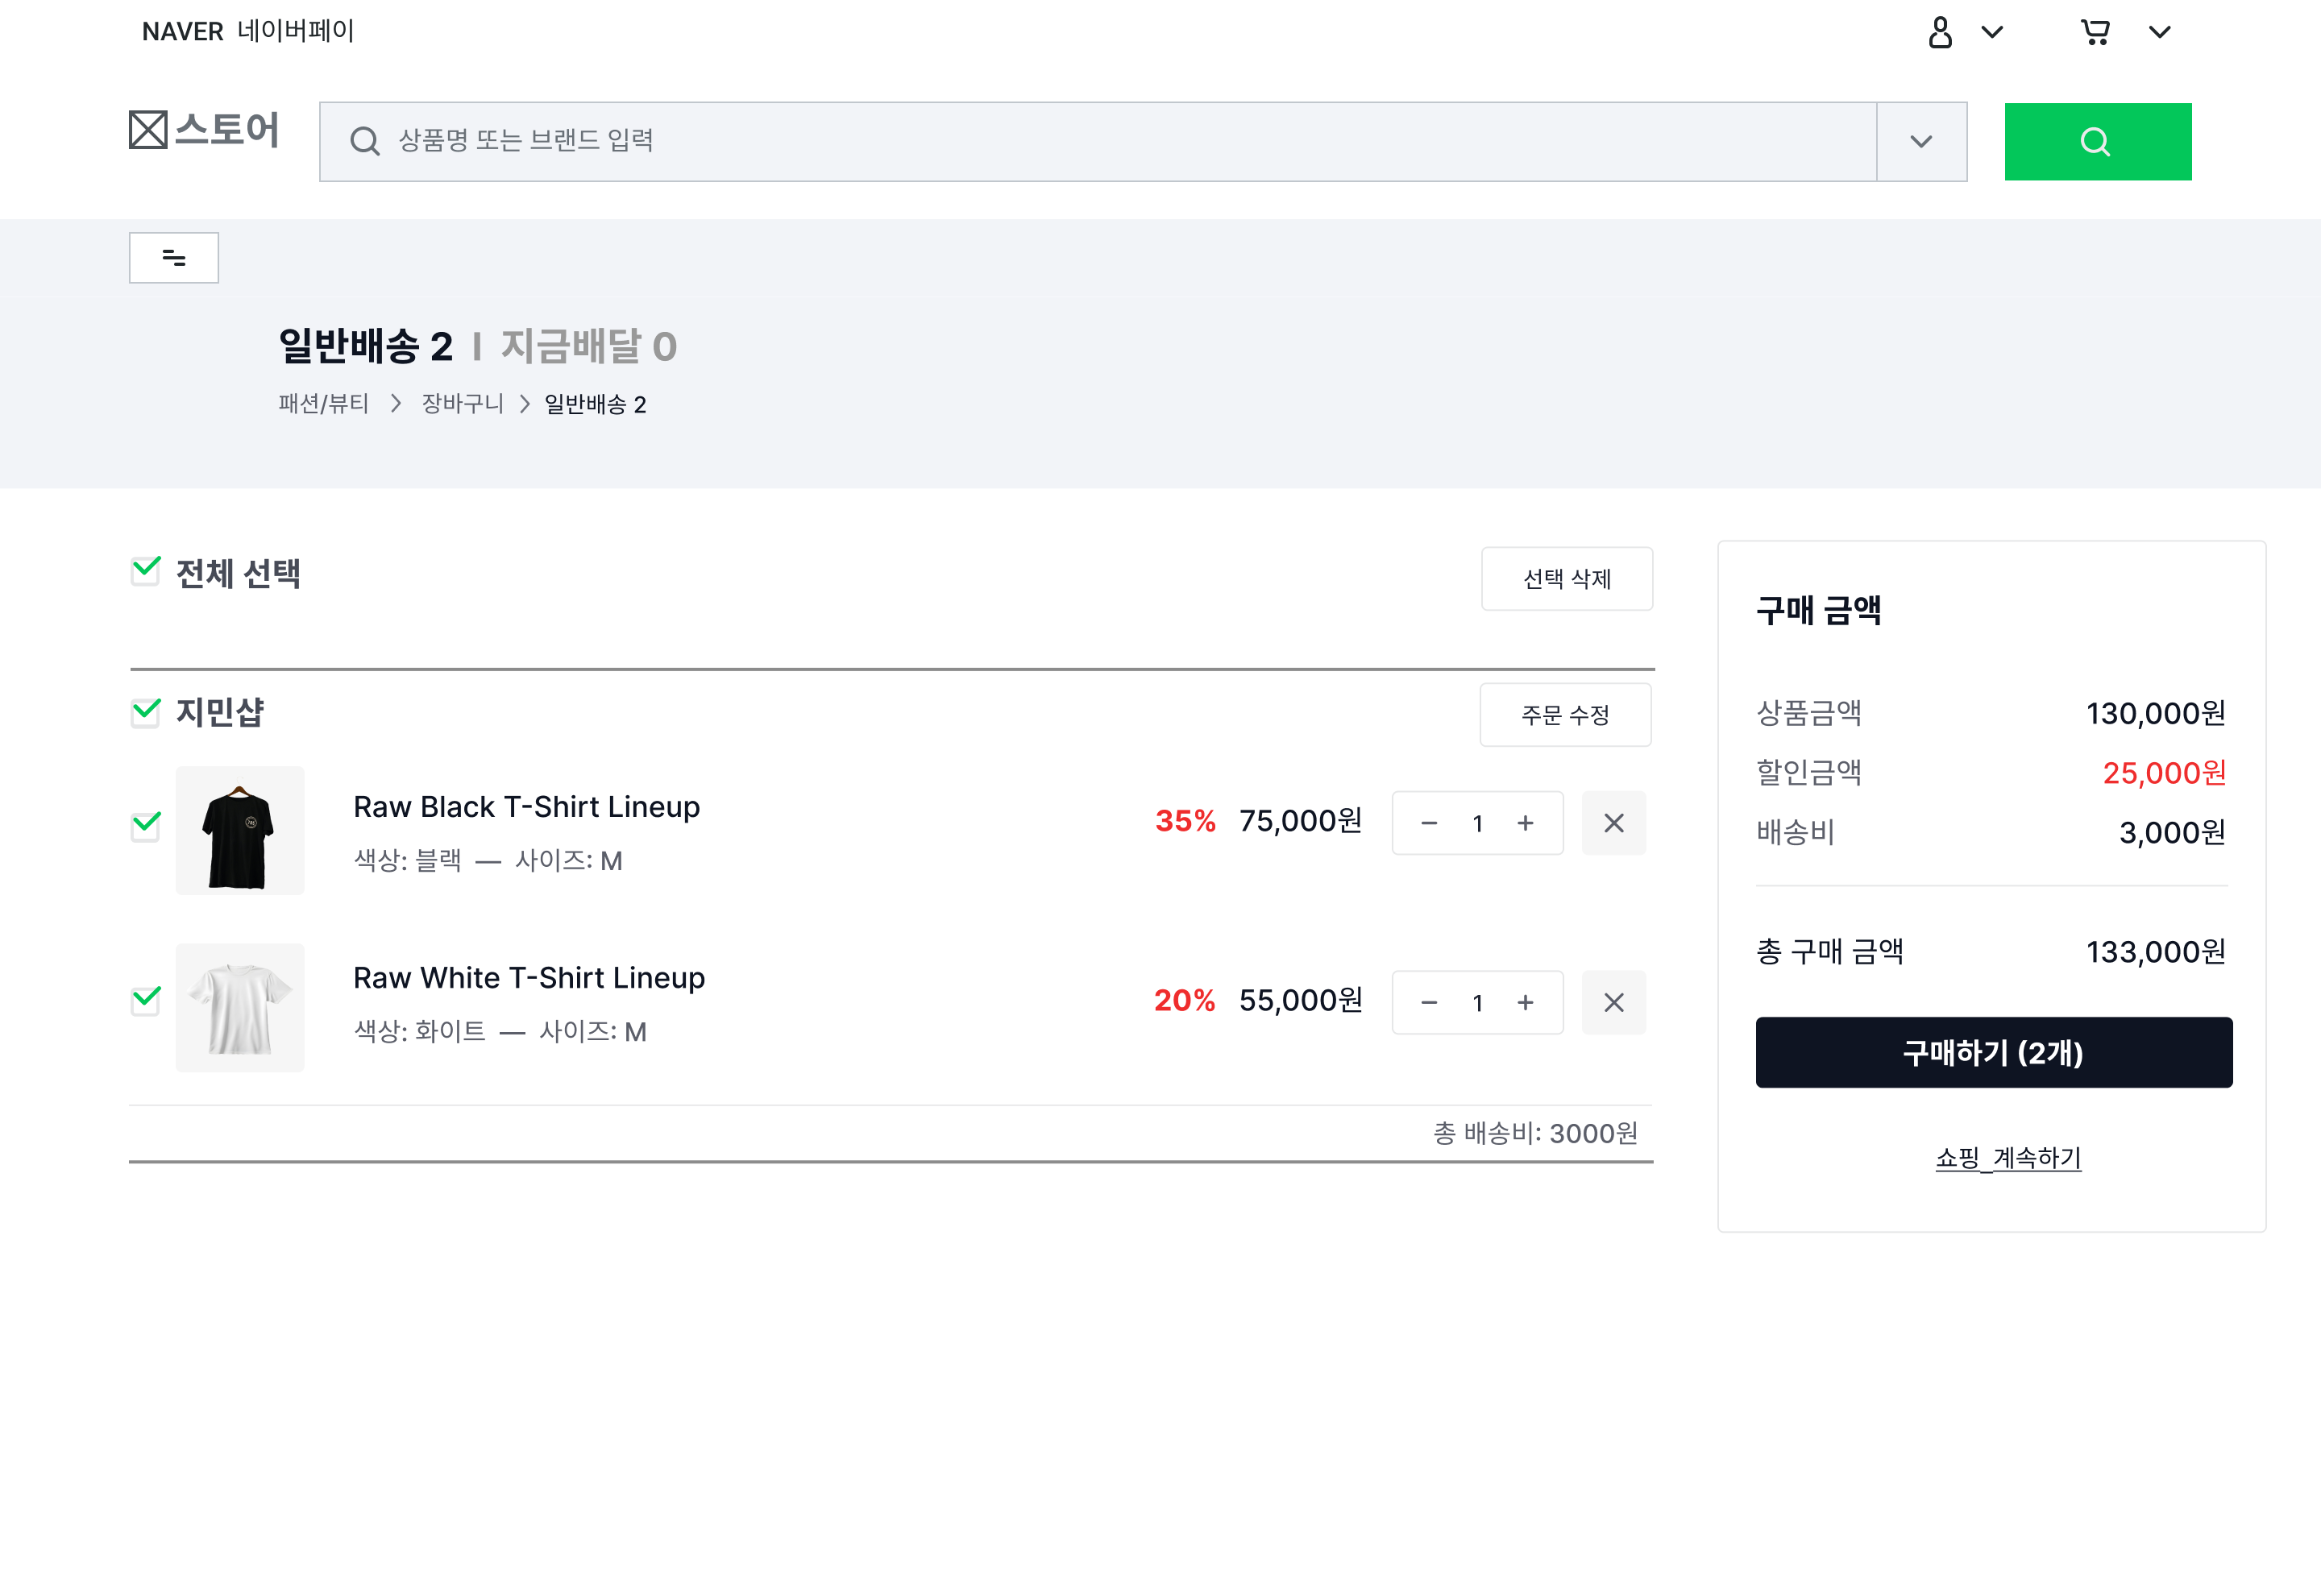 NAVER 네이버페이
스토어
상품명 또는 브랜드 입력
일반배송 2 | 지금배달 0
패션/뷰티 > 장바구니 > 일반배송 2
전체 선택
선택 삭제
지민샵
주문 수정
Raw Black T-Shirt Lineup
색상: 블랙 — 사이즈: M
35% 75,000원
1
Raw White T-Shirt Lineup
색상: 화이트 — 사이즈: M
20% 55,000원
1
총 배송비: 3000원
구매 금액
상품금액 130,000원
할인금액 25,000원
배송비 3,000원
총 구매 금액 133,000원
구매하기 (2개)
쇼핑_계속하기